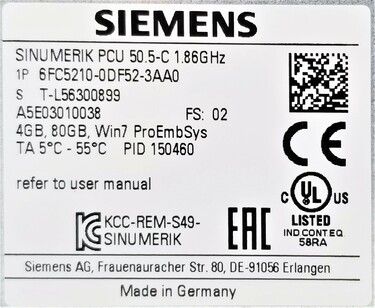 SIEMENS
SINUMERIK PCU 50.5-C 1.86GHz
1P 6FC5210-0DF52-3AA0
S T-L56300899
A5E03010038 FS: 02
4GB, 80GB, Win7 ProEmbSys
TA 5°C - 55°C PID 150460
refer to user manual
CE
C UL US
LISTED
IND.CONT.EQ.
58RA
KCC-REM-S49-
SINUMERIK
EAC
Siemens AG, Frauenauracher Str. 80, DE-91056 Erlangen
Made in Germany